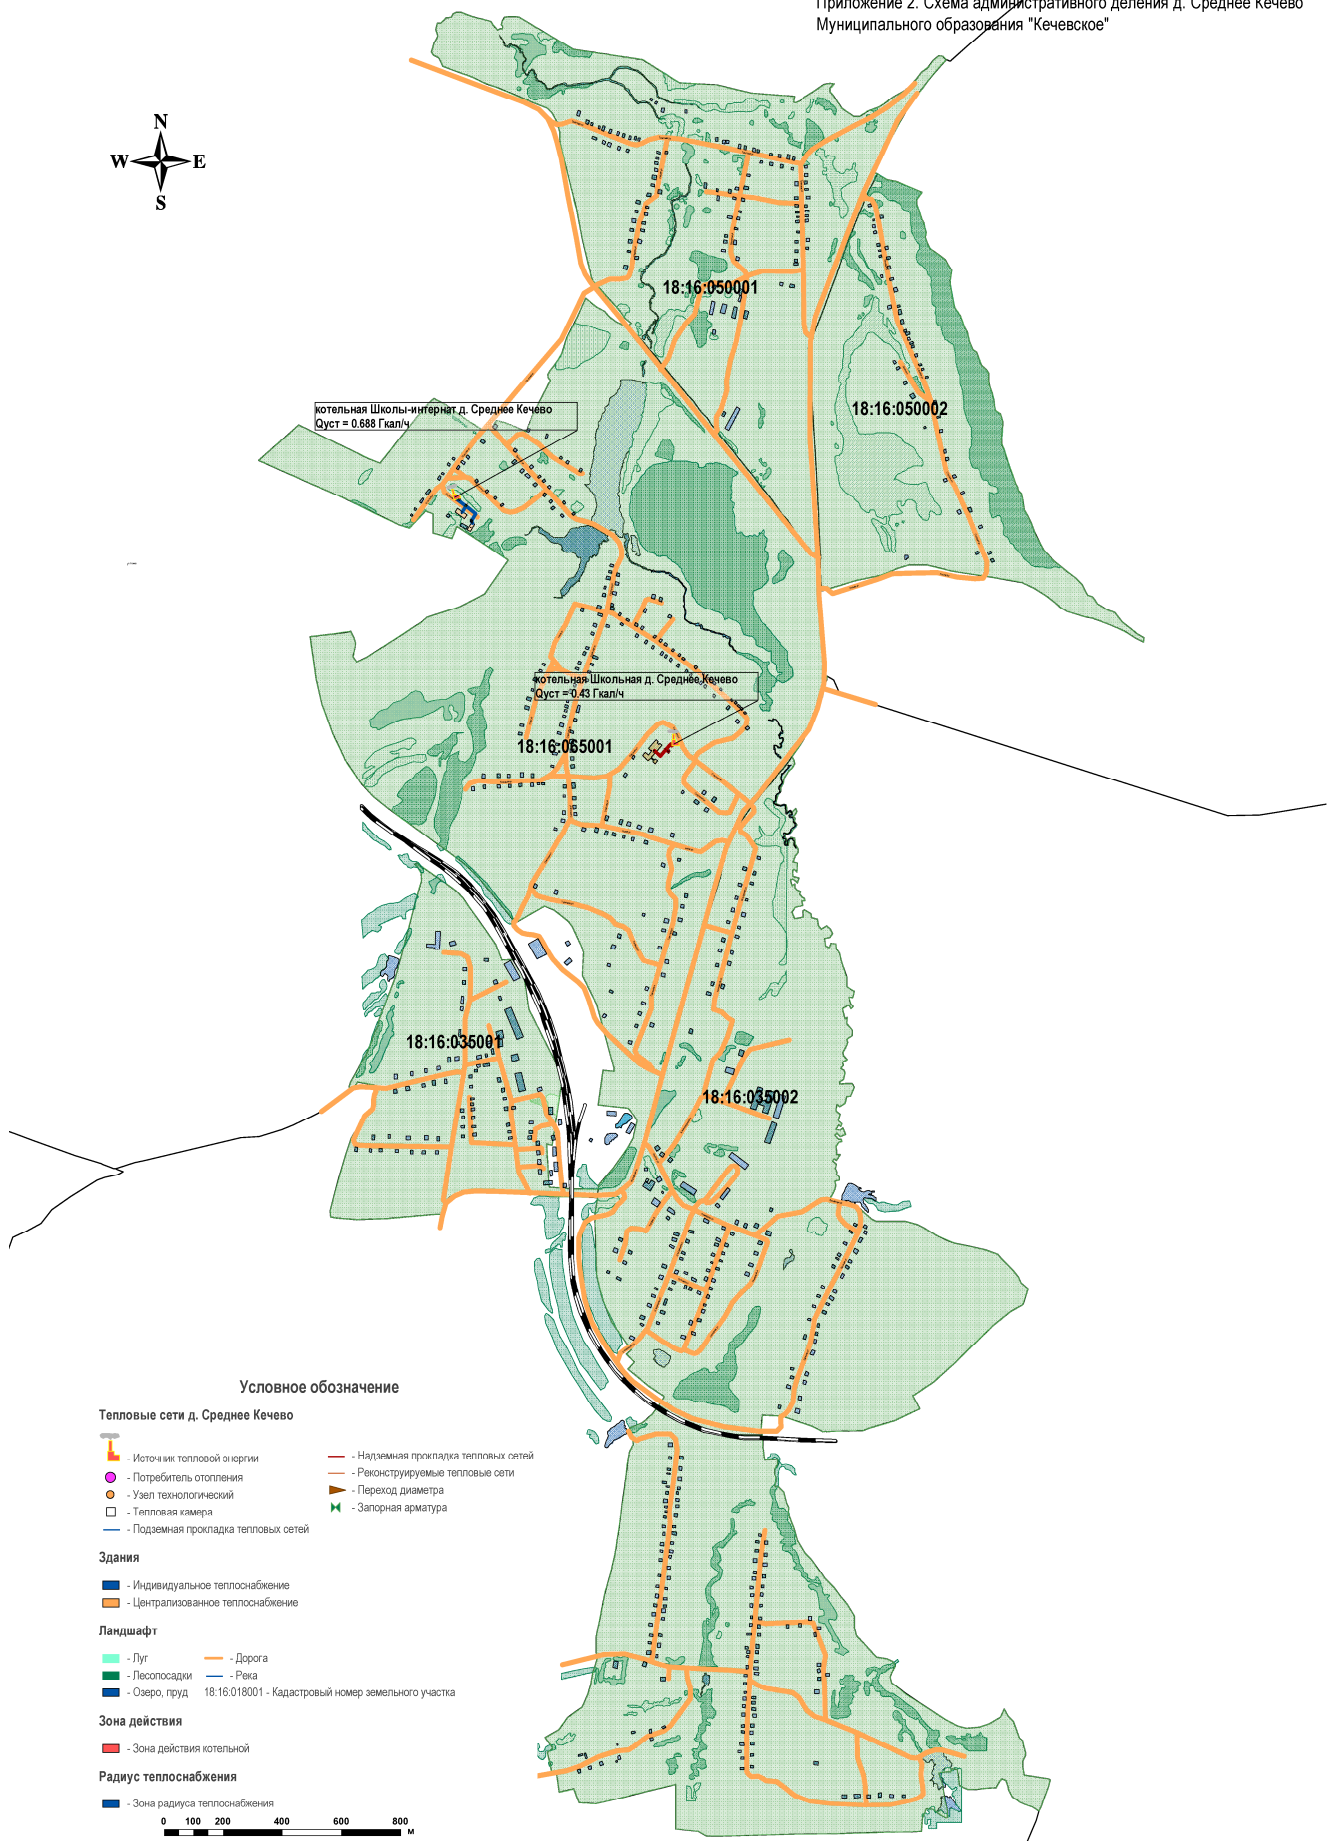 Приложение 2. Схема административного деления д. Среднее Кечево
Муниципального образования "Кечевское"
N
W E
S
18:16:050001
18:16:050002
котельная Школы-интернат д. Среднее Кечево
Qуст = 0.688 Гкал/ч
котельная Школьная д. Среднее Кечево
Qуст = 0.43 Гкал/ч
18:16:055001
18:16:035001
18:16:035002
Условное обозначение
Тепловые сети д. Среднее Кечево
- Источник тепловой энергии
- Потребитель отопления
- Узел технологический
- Тепловая камера
- Подземная прокладка тепловых сетей
- Надземная прокладка тепловых сетей
- Реконструируемые тепловые сети
- Переход диаметра
- Запорная арматура
Здания
- Индивидуальное теплоснабжение
- Централизованное теплоснабжение
Ландшафт
- Луг - Дорога
- Лесопосадки - Река
- Озеро, пруд 18:16:018001 - Кадастровый номер земельного участка
Зона действия
- Зона действия котельной
Радиус теплоснабжения
- Зона радиуса теплоснабжения
0 100 200 400 600 800
м